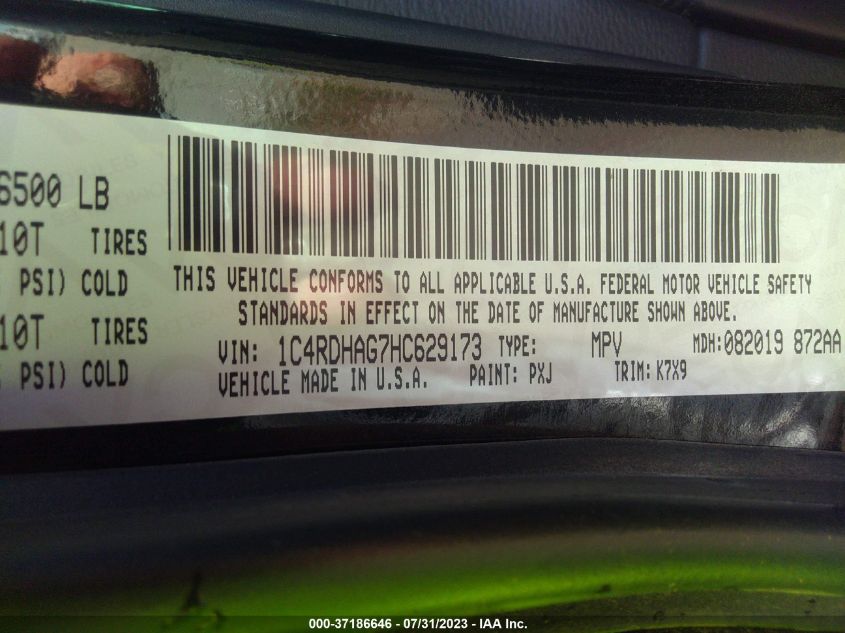 6500 LB
10T TIRES
PSI) COLD
10T TIRES
PSI) COLD
THIS VEHICLE CONFORMS TO ALL APPLICABLE U.S.A. FEDERAL MOTOR VEHICLE SAFETY
STANDARDS IN EFFECT ON THE DATE OF MANUFACTURE SHOWN ABOVE.
VIN: 1C4RDHAG7HC629173 TYPE: MPV MDH:082019 872AA
VEHICLE MADE IN U.S.A. PAINT: PXJ TRIM: K7X9
000-37186646 - 07/31/2023 - IAA Inc.